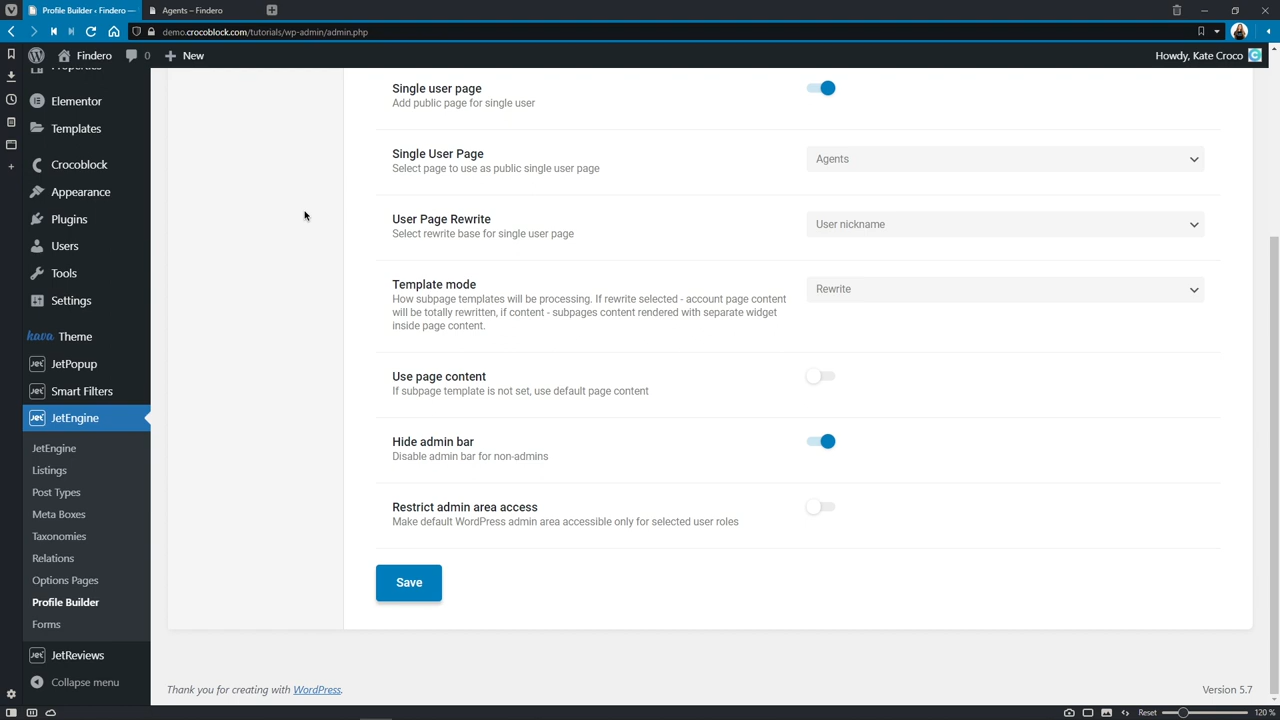 Profile Builder ‹ Findero —
Agents – Findero
demo.crocoblock.com/tutorials/wp-admin/admin.php
Findero
0
New
Howdy, Kate Croco
Properties
Elementor
Templates
Crocoblock
Appearance
Plugins
Users
Tools
Settings
kava Theme
JetPopup
Smart Filters
JetEngine
JetEngine
Listings
Post Types
Meta Boxes
Taxonomies
Relations
Options Pages
Profile Builder
Forms
JetReviews
Collapse menu
Single user page
Add public page for single user
Single User Page
Select page to use as public single user page
Agents
User Page Rewrite
Select rewrite base for single user page
User nickname
Template mode
How subpage templates will be processing. If rewrite selected - account page content
will be totally rewritten, if content - subpages content rendered with separate widget
inside page content.
Rewrite
Use page content
If subpage template is not set, use default page content
Hide admin bar
Disable admin bar for non-admins
Restrict admin area access
Make default WordPress admin area accessible only for selected user roles
Save
Thank you for creating with WordPress.
Version 5.7
Reset
120 %